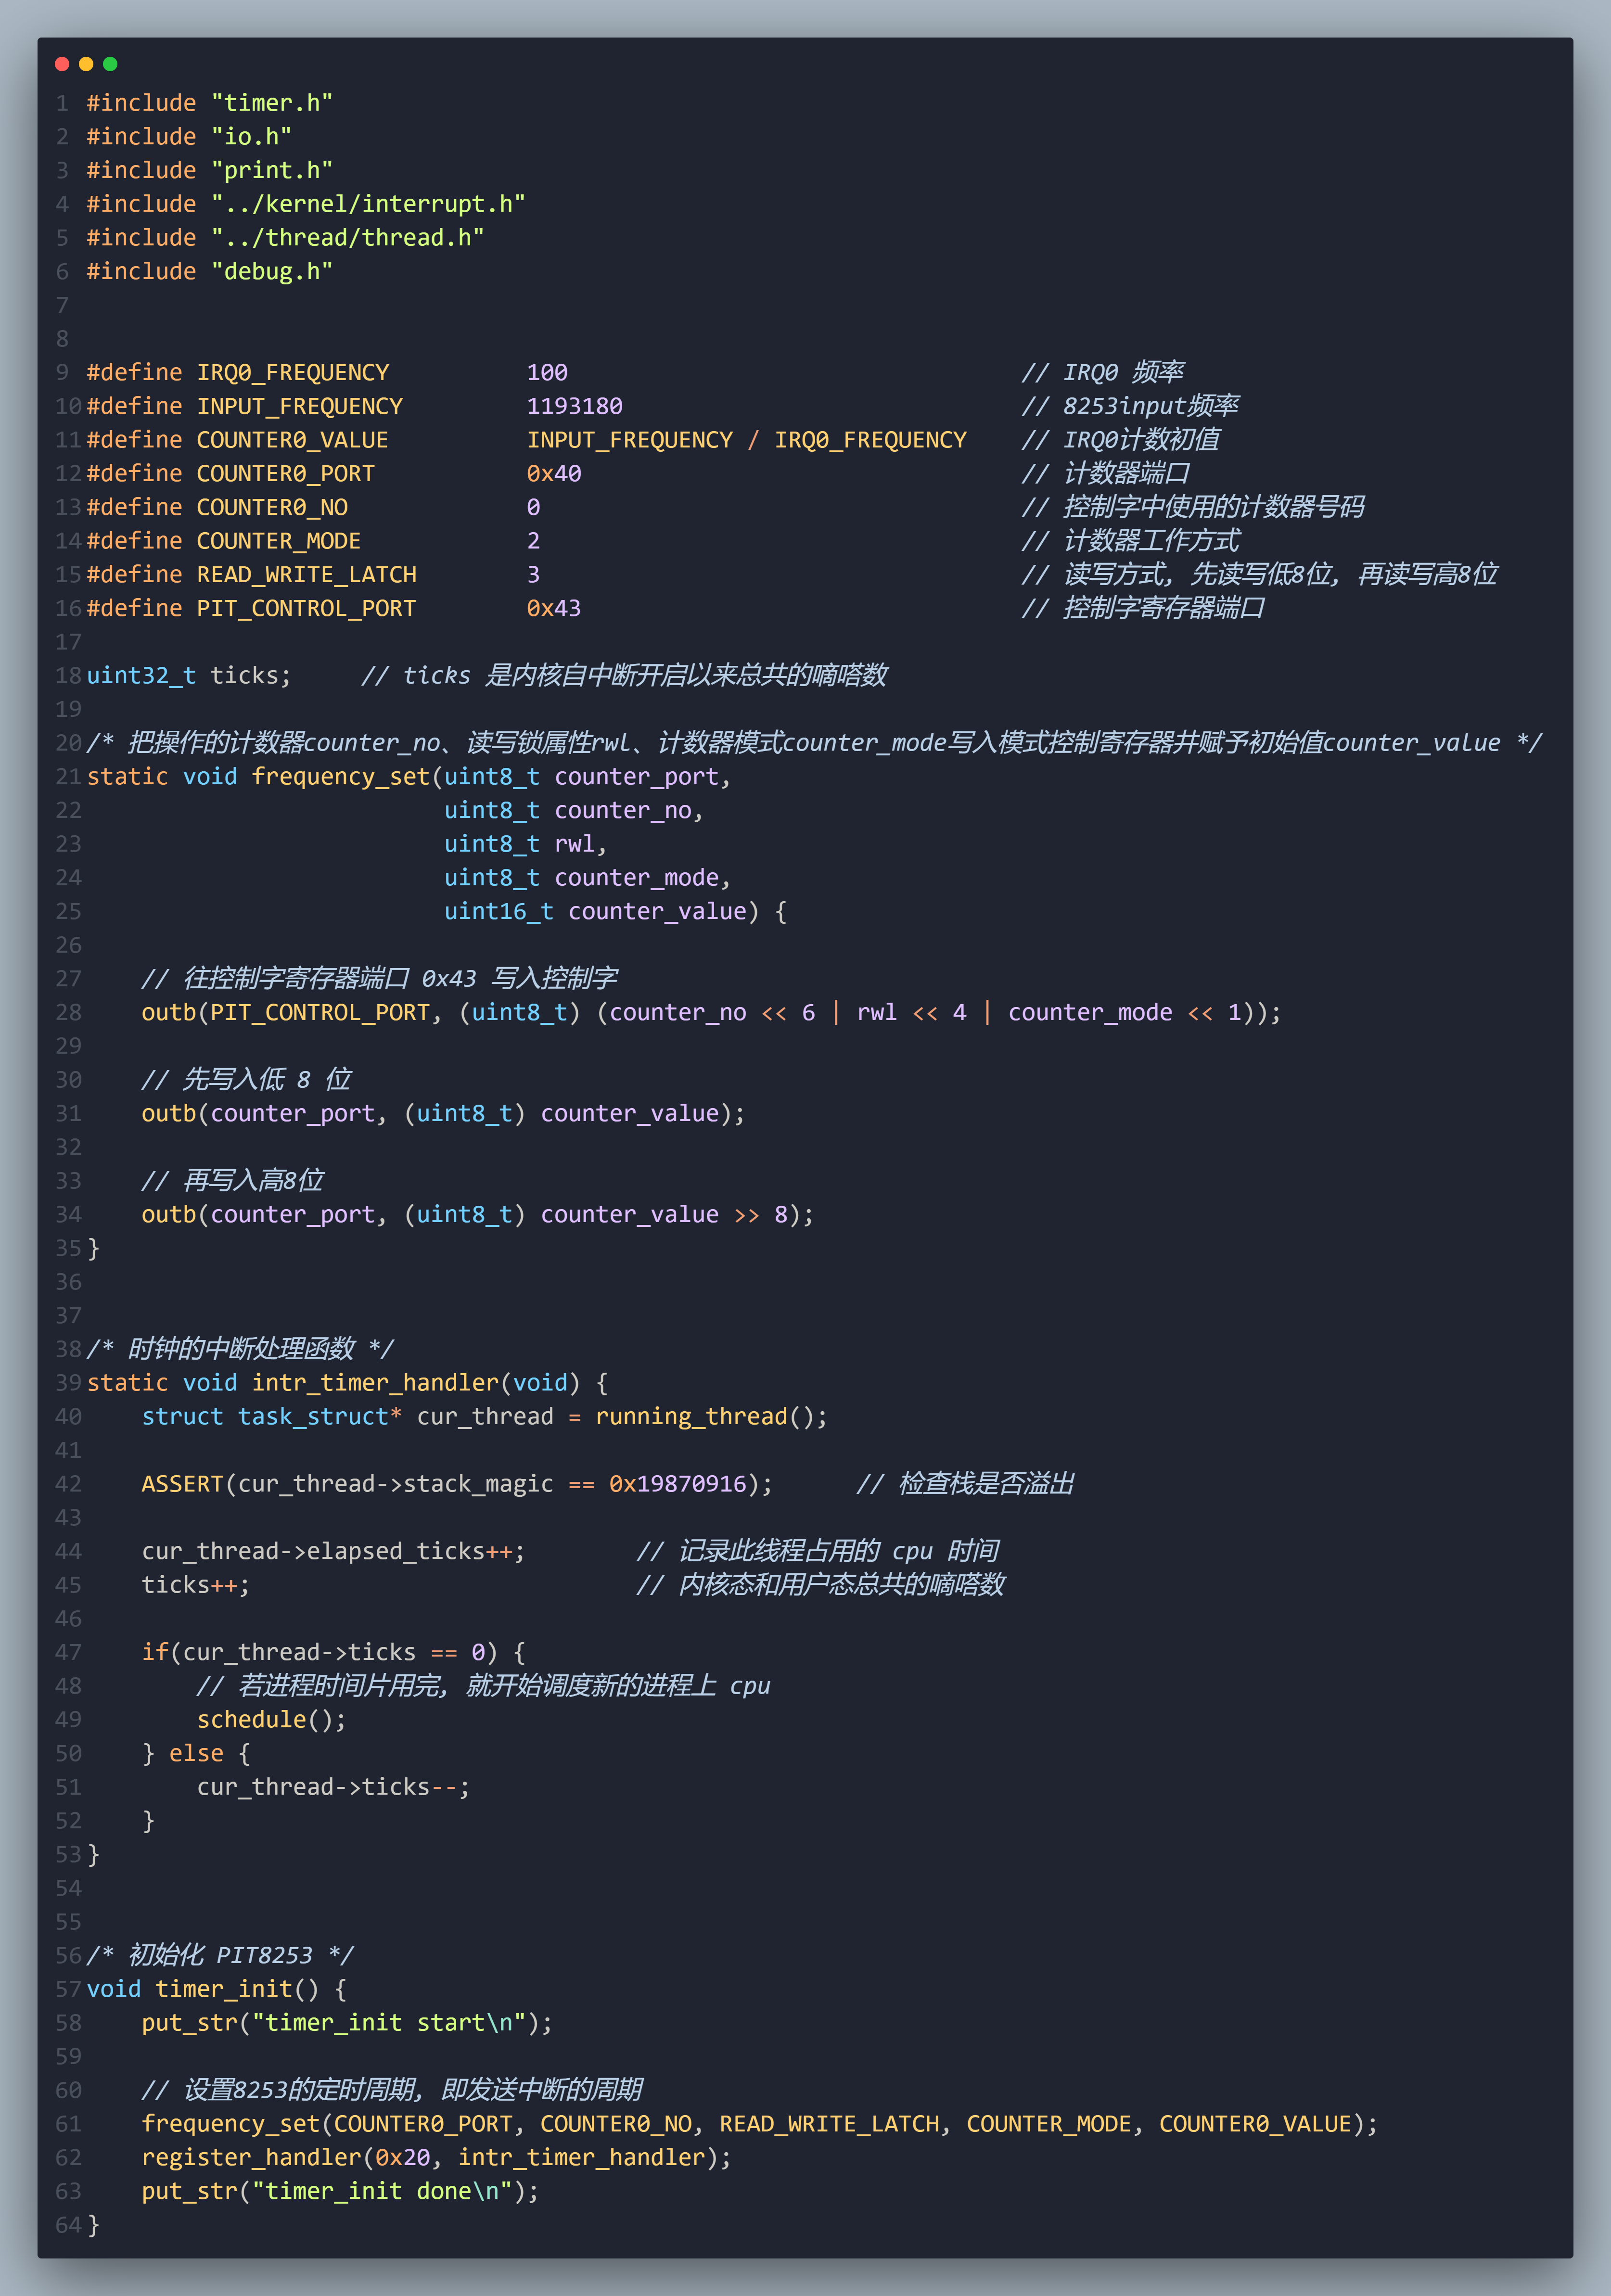 1 #include "timer.h"
2 #include "io.h"
3 #include "print.h"
4 #include "../kernel/interrupt.h"
5 #include "../thread/thread.h"
6 #include "debug.h"
7
8
9 #define IRQ0_FREQUENCY          100                                 // IRQ0 频率
10 #define INPUT_FREQUENCY         1193180                             // 8253input频率
11 #define COUNTER0_VALUE          INPUT_FREQUENCY / IRQ0_FREQUENCY    // IRQ0计数初值
12 #define COUNTER0_PORT           0x40                                // 计数器端口
13 #define COUNTER0_NO             0                                   // 控制字中使用的计数器号码
14 #define COUNTER_MODE            2                                   // 计数器工作方式
15 #define READ_WRITE_LATCH        3                                   // 读写方式, 先读写低8位, 再读写高8位
16 #define PIT_CONTROL_PORT        0x43                                // 控制字寄存器端口
17
18 uint32_t ticks;     // ticks 是内核自中断开启以来总共的嘀嗒数
19
20 /* 把操作的计数器counter_no、读写锁属性rwl、计数器模式counter_mode写入模式控制寄存器并赋予初始值counter_value */
21 static void frequency_set(uint8_t counter_port,
22                           uint8_t counter_no,
23                           uint8_t rwl,
24                           uint8_t counter_mode,
25                           uint16_t counter_value) {
26
27     // 往控制字寄存器端口 0x43 写入控制字
28     outb(PIT_CONTROL_PORT, (uint8_t) (counter_no << 6 | rwl << 4 | counter_mode << 1));
29
30     // 先写入低 8 位
31     outb(counter_port, (uint8_t) counter_value);
32
33     // 再写入高8位
34     outb(counter_port, (uint8_t) counter_value >> 8);
35 }
36
37
38 /* 时钟的中断处理函数 */
39 static void intr_timer_handler(void) {
40     struct task_struct* cur_thread = running_thread();
41
42     ASSERT(cur_thread->stack_magic == 0x19870916);      // 检查栈是否溢出
43
44     cur_thread->elapsed_ticks++;        // 记录此线程占用的 cpu 时间
45     ticks++;                            // 内核态和用户态总共的嘀嗒数
46
47     if(cur_thread->ticks == 0) {
48         // 若进程时间片用完, 就开始调度新的进程上 cpu
49         schedule();
50     } else {
51         cur_thread->ticks--;
52     }
53 }
54
55
56 /* 初始化 PIT8253 */
57 void timer_init() {
58     put_str("timer_init start\n");
59
60     // 设置8253的定时周期, 即发送中断的周期
61     frequency_set(COUNTER0_PORT, COUNTER0_NO, READ_WRITE_LATCH, COUNTER_MODE, COUNTER0_VALUE);
62     register_handler(0x20, intr_timer_handler);
63     put_str("timer_init done\n");
64 }